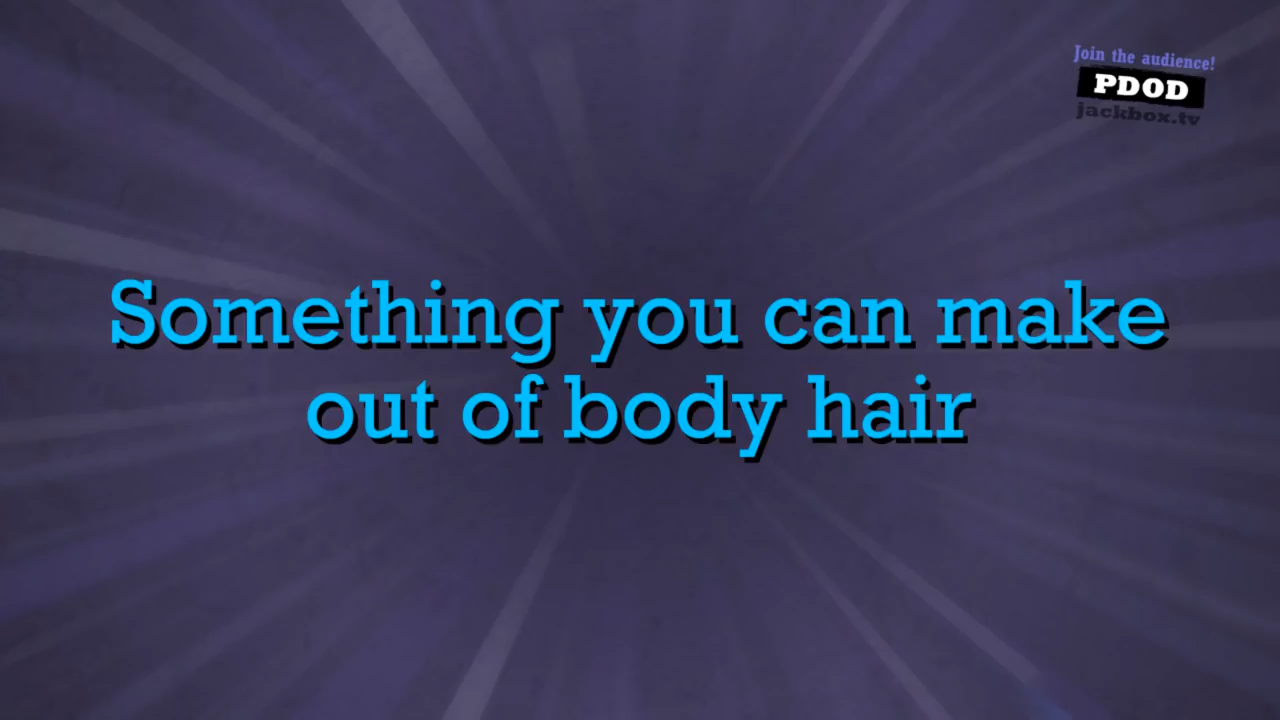 Join the audience!
PDOD
jackbox.tv
Something you can make
out of body hair